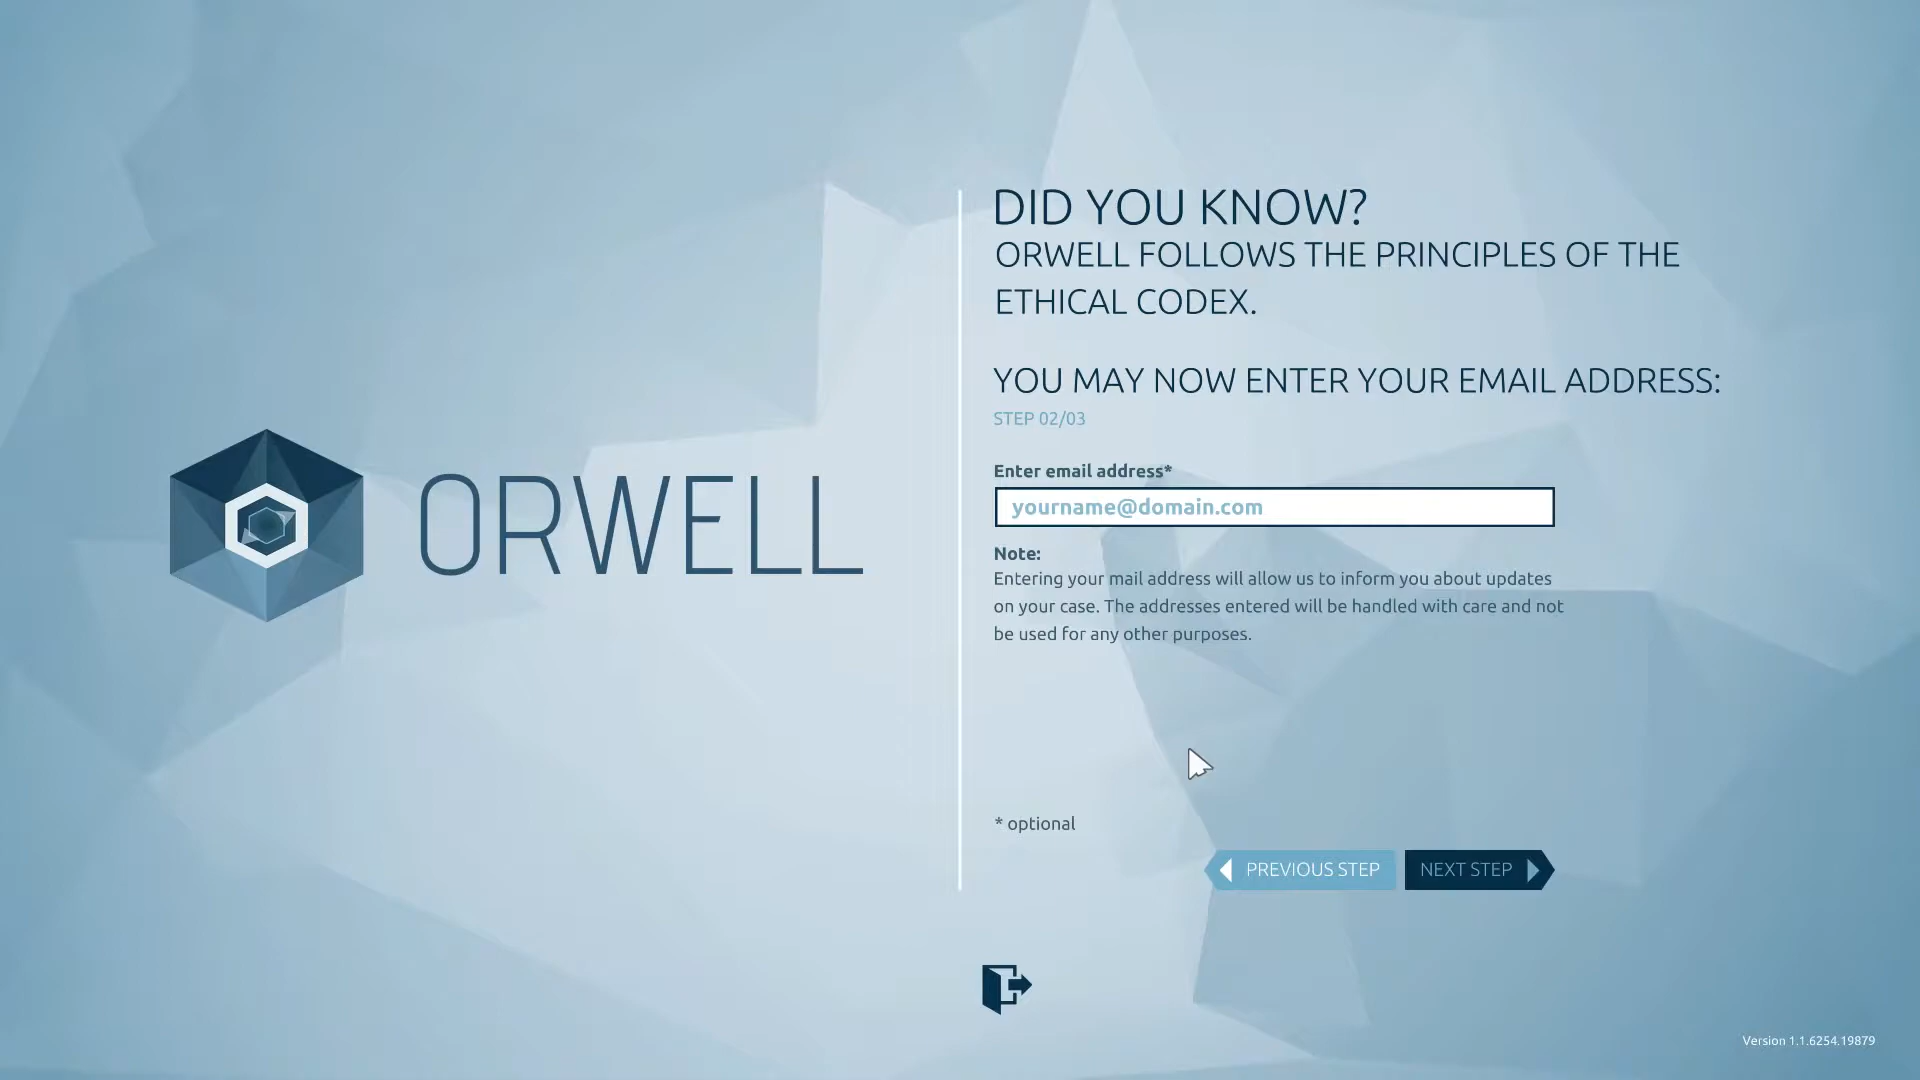 ORWELL
DID YOU KNOW?
ORWELL FOLLOWS THE PRINCIPLES OF THE
ETHICAL CODEX.
YOU MAY NOW ENTER YOUR EMAIL ADDRESS:
STEP 02/03
Enter email address*
yourname@domain.com
Note:
Entering your mail address will allow us to inform you about updates
on your case. The addresses entered will be handled with care and not
be used for any other purposes.
* optional
PREVIOUS STEP
NEXT STEP
Version 1.1.6254.19879